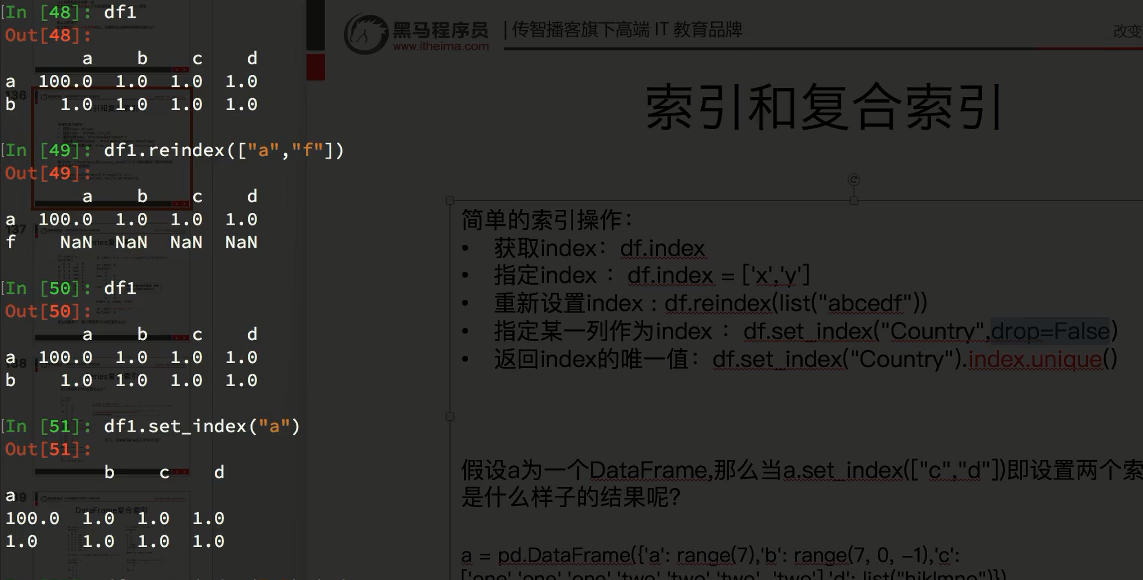 In [48]: df1
Out[48]:
a b c d
a 100.0 1.0 1.0 1.0
b 1.0 1.0 1.0 1.0
In [49]: df1.reindex(["a","f"])
Out[49]:
a b c d
a 100.0 1.0 1.0 1.0
f NaN NaN NaN NaN
In [50]: df1
Out[50]:
a b c d
a 100.0 1.0 1.0 1.0
b 1.0 1.0 1.0 1.0
In [51]: df1.set_index("a")
Out[51]:
b c d
a
100.0 1.0 1.0 1.0
1.0 1.0 1.0 1.0
黑马程序员 | 传智播客旗下高端 IT 教育品牌
www.itheima.com
改变
索引和复合索引
简单的索引操作：
• 获取index：df.index
• 指定index ：df.index = ['x','y']
• 重新设置index : df.reindex(list("abcedf"))
• 指定某一列作为index ：df.set_index("Country",drop=False)
• 返回index的唯一值：df.set_index("Country").index.unique()
假设a为一个DataFrame,那么当a.set_index(["c","d"])即设置两个索
是什么样子的结果呢?
a = pd.DataFrame({'a': range(7),'b': range(7, 0, -1),'c':
['one','one','one','two','two','two', 'two'],'d': list("hjklmno")})